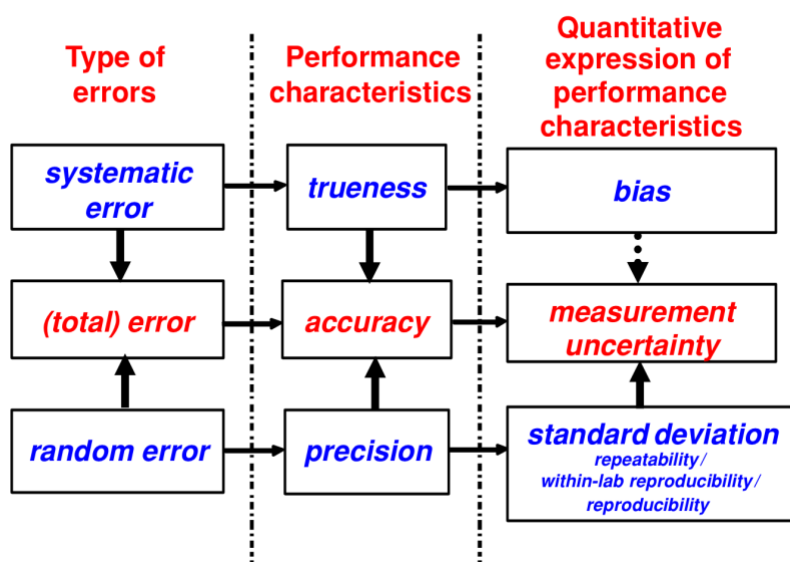 Type of
errors
Performance
characteristics
Quantitative
expression of
performance
characteristics
systematic
error
trueness
bias
(total) error
accuracy
measurement
uncertainty
random error
precision
standard deviation
repeatability/
within-lab reproducibility/
reproducibility